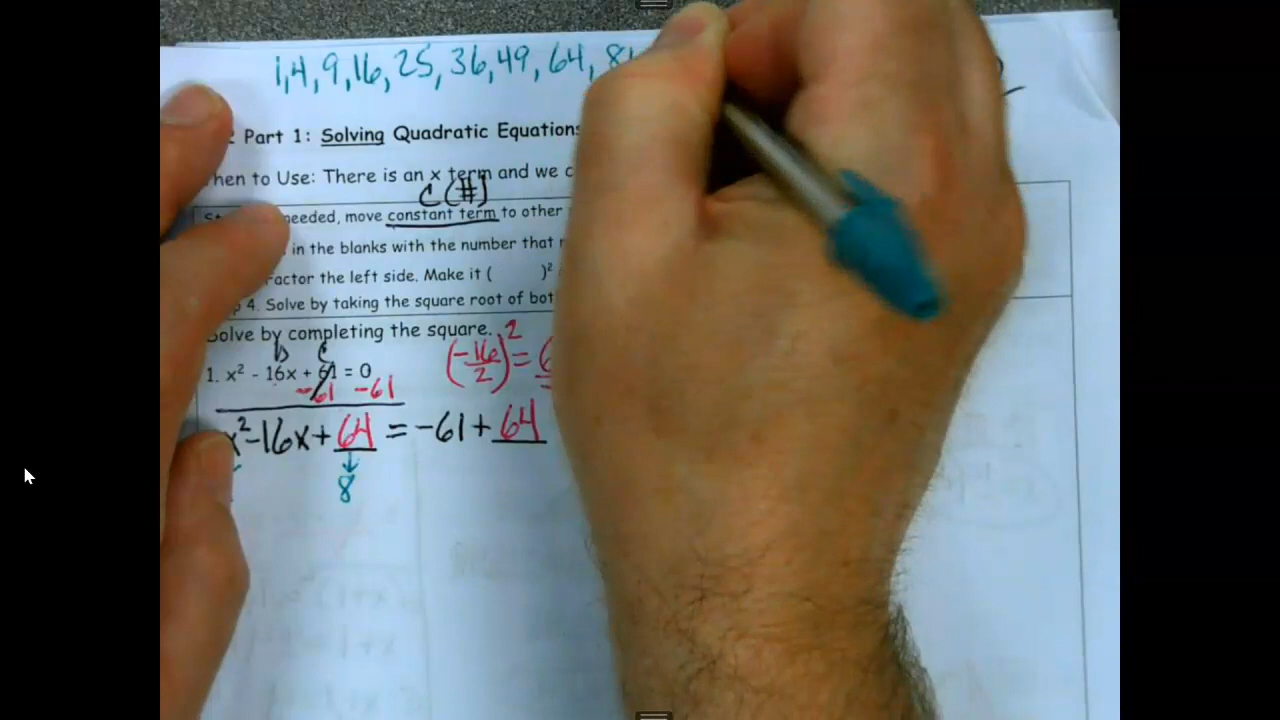 1,4,9,16,25,36,49,64,8
Part 1: Solving Quadratic Equations
hen to Use: There is an x term and we c
C(#)
needed, move constant term to other
in the blanks with the number that
actor the left side. Make it ( )²
4. Solve by taking the square root of bot
Solve by completing the square.
b c
1. x² - 16x + 61 = 0
-61 -61
(-16/2)² = 6
x²-16x+64 = -61+64
↓
8